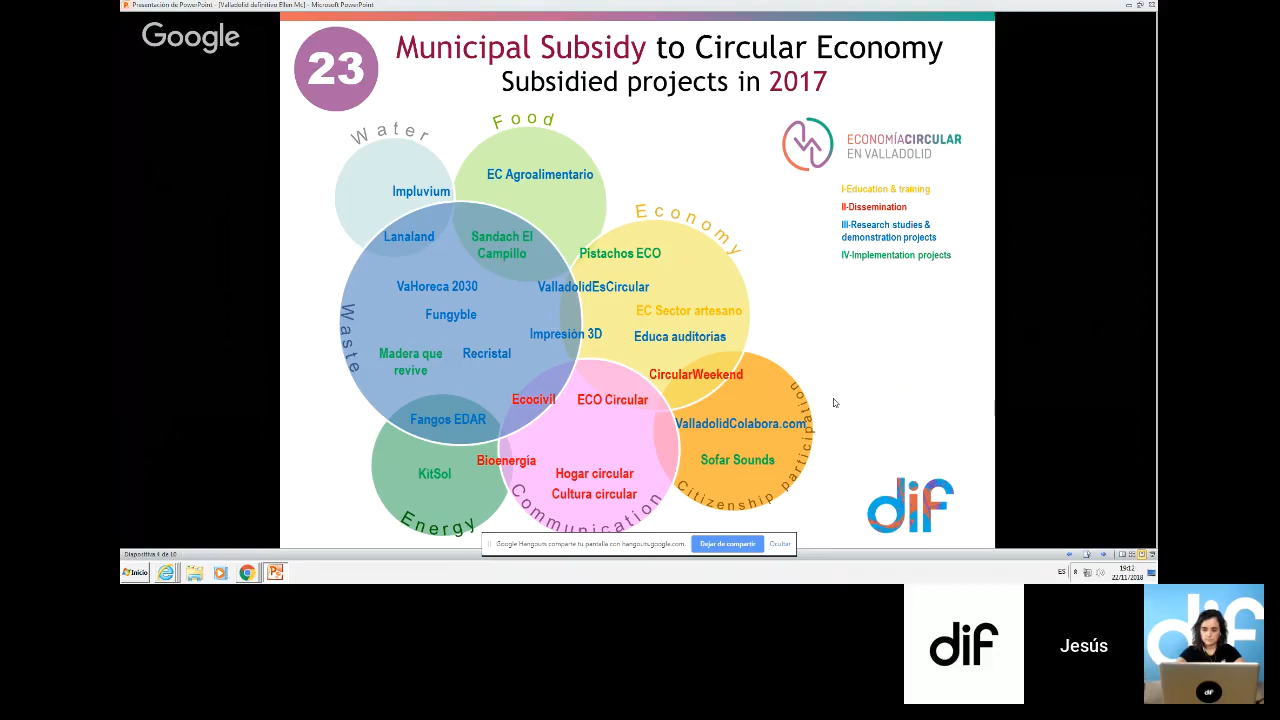 Presentación de PowerPoint - [Valladolid definitivo Ellen Mc] - Microsoft PowerPoint
Google
23
Municipal Subsidy to Circular Economy
Subsidied projects in 2017
Water
Food
Economy
Waste
Energy
Communication
Citizenship participation
ECONOMÍACIRCULAR
EN VALLADOLID
I-Education & training
II-Dissemination
III-Research studies &
demonstration projects
IV-Implementation projects
Impluvium
EC Agroalimentario
Lanaland
Sandach El
Campillo
Pistachos ECO
VaHoreca 2030
ValladolidEsCircular
Fungyble
EC Sector artesano
Impresión 3D
Educa auditorias
Madera que
revive
Recristal
CircularWeekend
Ecocivil
ECO Circular
Fangos EDAR
ValladolidColabora.com
Bioenergía
Sofar Sounds
KitSol
Hogar circular
Cultura circular
dif
Google Hangouts comparte tu pantalla con hangouts.google.com.
Dejar de compartir
Ocultar
Diapositiva 4 de 10
Inicio
ES
19:12
22/11/2018
dif
Jesús
dif
dif